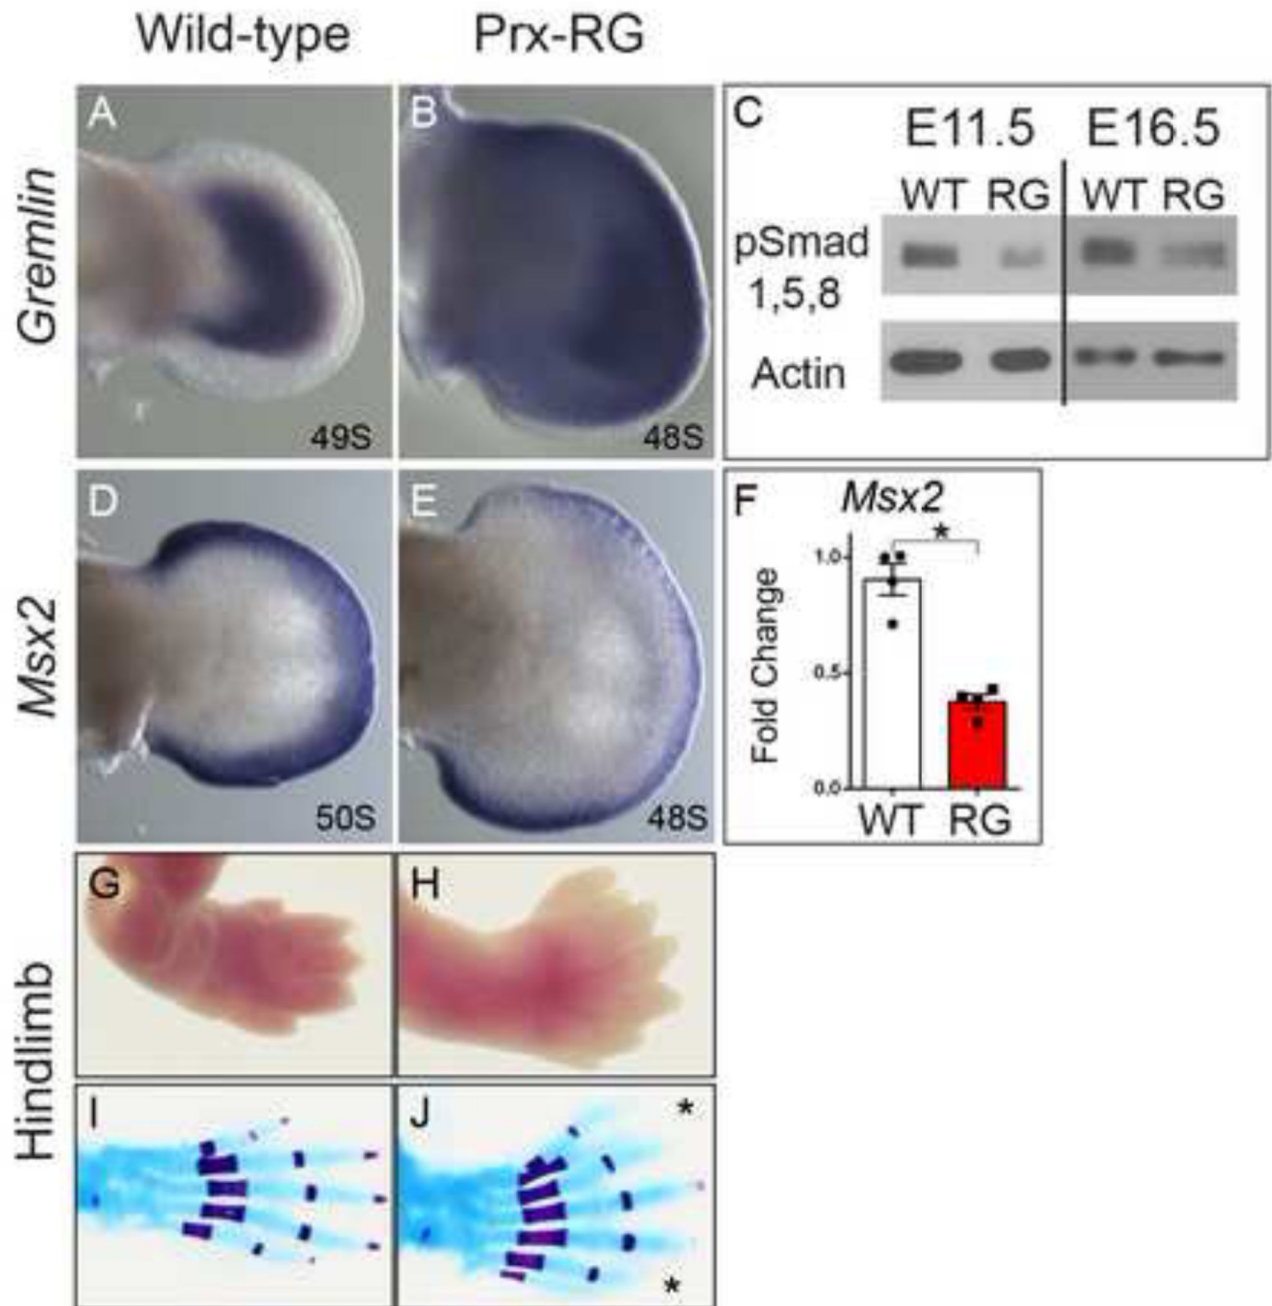 Wild-type Prx-RG
Gremlin
A
49S
B
48S
C
E11.5 E16.5
WT RG WT RG
pSmad
1,5,8
Actin
Msx2
D
50S
E
48S
F
Msx2
*
Fold Change
1.0
0.5
0.0
WT RG
Hindlimb
G
H
I
J
*
*